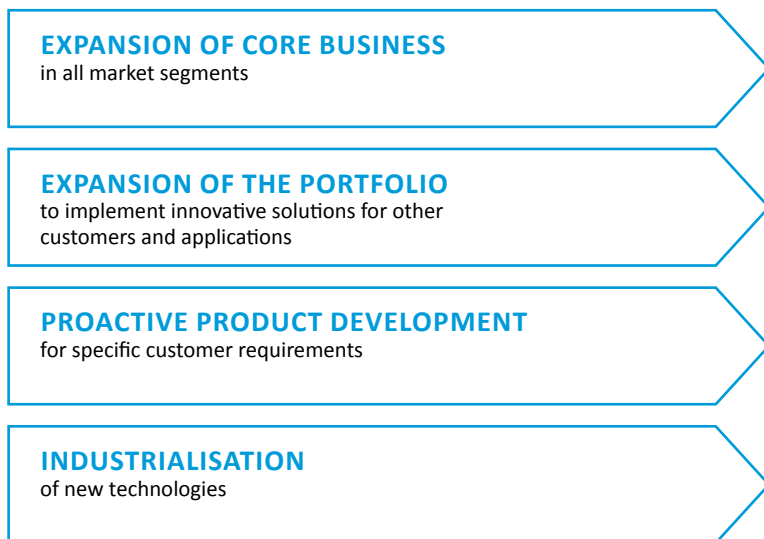 EXPANSION OF CORE BUSINESS
in all market segments
EXPANSION OF THE PORTFOLIO
to implement innovative solutions for other
customers and applications
PROACTIVE PRODUCT DEVELOPMENT
for specific customer requirements
INDUSTRIALISATION
of new technologies